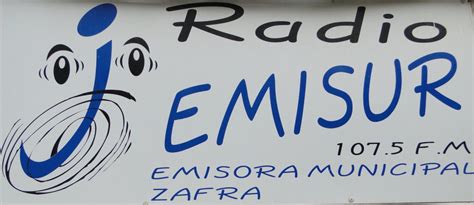 Radio
EMISUR
107.5 F.M
EMISORA MUNICIPAL
ZAFRA